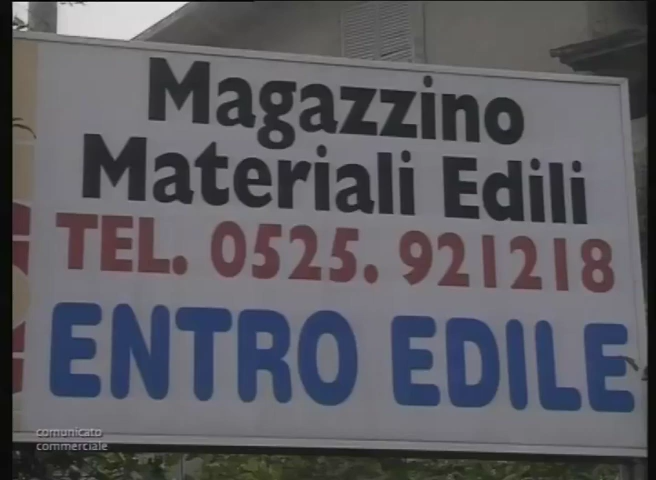 Magazzino
Materiali Edili
TEL. 0525. 921218
ENTRO EDILE
comunicato
commerciale